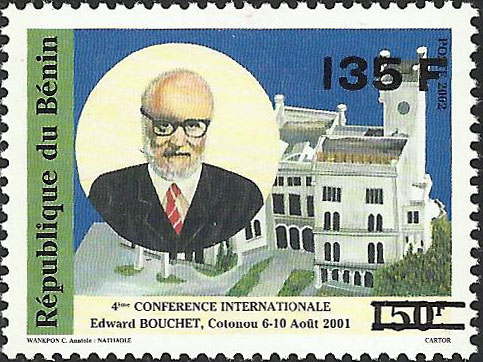 République du Bénin
135 F
POSTE 2002
4ème CONFERENCE INTERNATIONALE
Edward BOUCHET, Cotonou 6-10 Août 2001
150F
WANKPON C. Anatole : NATHAOLE
CARTOR